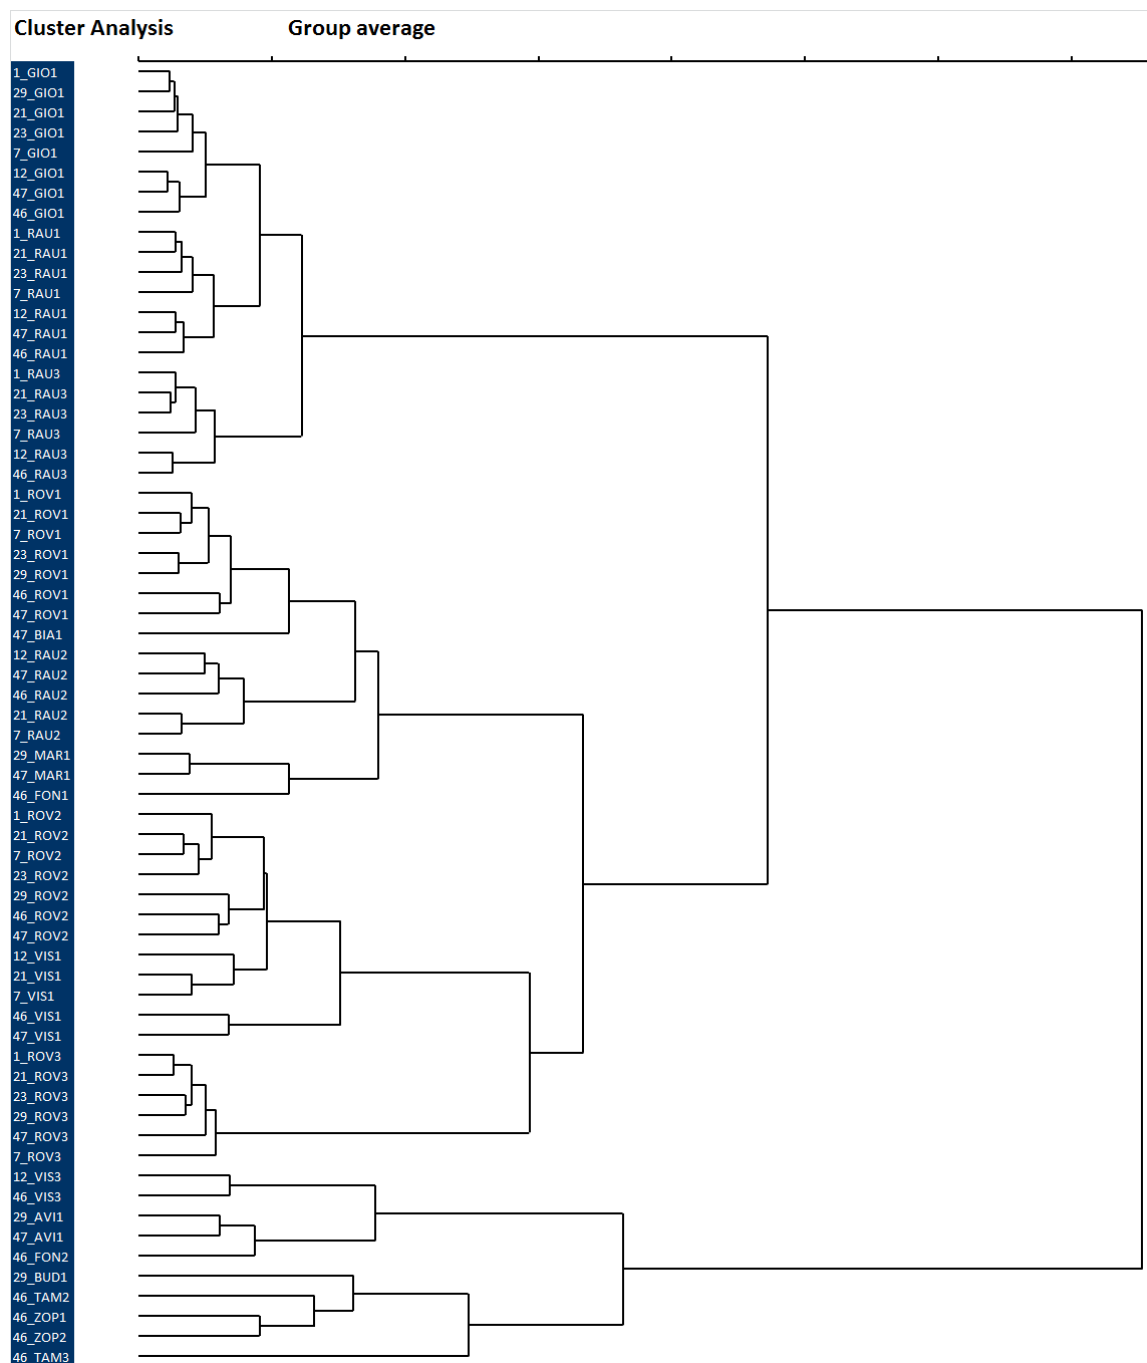 Cluster Analysis Group average
1_GIO1
29_GIO1
21_GIO1
23_GIO1
7_GIO1
12_GIO1
47_GIO1
46_GIO1
1_RAU1
21_RAU1
23_RAU1
7_RAU1
12_RAU1
47_RAU1
46_RAU1
1_RAU3
21_RAU3
23_RAU3
7_RAU3
12_RAU3
46_RAU3
1_ROV1
21_ROV1
7_ROV1
23_ROV1
29_ROV1
46_ROV1
47_ROV1
47_BIA1
12_RAU2
47_RAU2
46_RAU2
21_RAU2
7_RAU2
29_MAR1
47_MAR1
46_FON1
1_ROV2
21_ROV2
7_ROV2
23_ROV2
29_ROV2
46_ROV2
47_ROV2
12_VIS1
21_VIS1
7_VIS1
46_VIS1
47_VIS1
1_ROV3
21_ROV3
23_ROV3
29_ROV3
47_ROV3
7_ROV3
12_VIS3
46_VIS3
29_AVI1
47_AVI1
46_FON2
29_BUD1
46_TAM2
46_ZOP1
46_ZOP2
46_TAM3